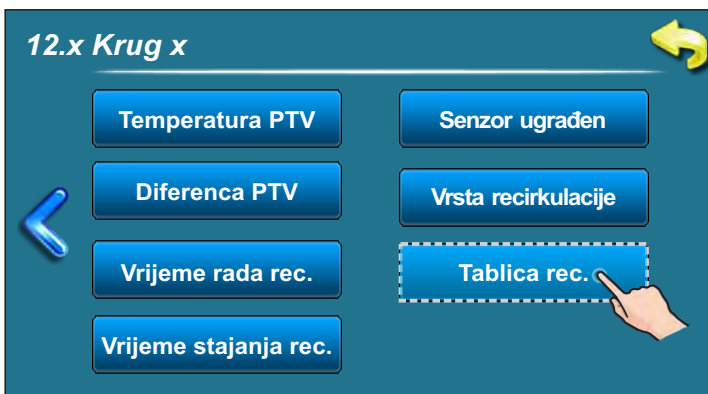 12.x Krug x
Temperatura PTV
Senzor ugrađen
Diferenca PTV
Vrsta recirkulacije
Vrijeme rada rec.
Tablica rec.
Vrijeme stajanja rec.